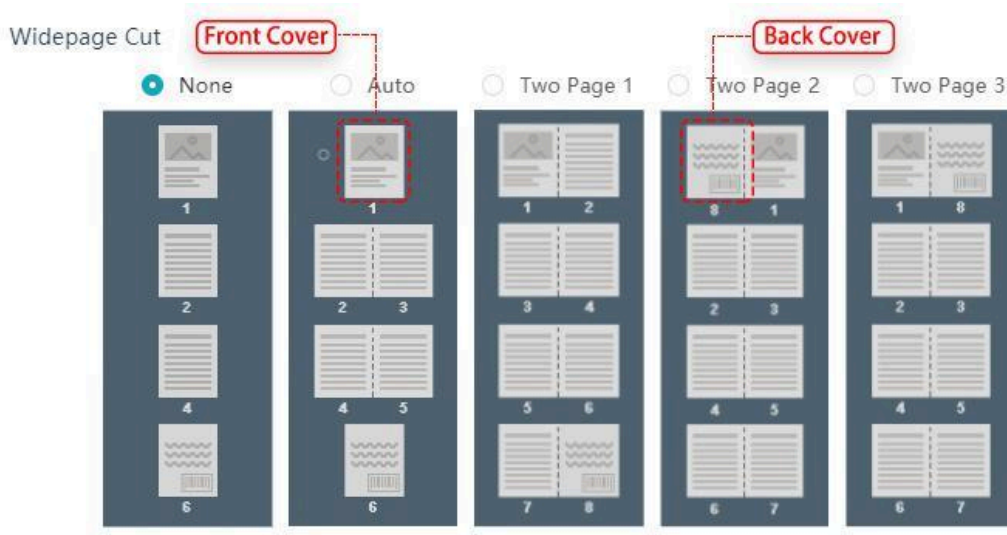 Widepage Cut Front Cover Back Cover
None Auto Two Page 1 Two Page 2 Two Page 3
1 1 1 2 8 1 1 8
2 2 3 3 4 2 3 2 3
4 4 5 5 6 4 5 4 5
6 6 7 8 6 7 6 7